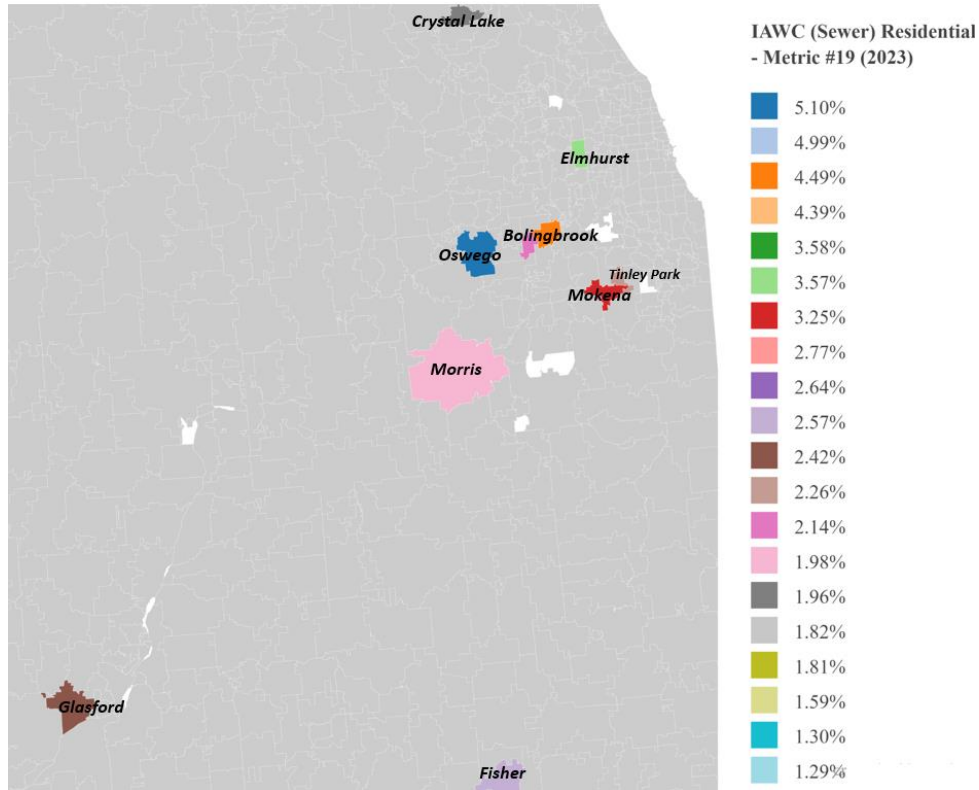 Crystal Lake
Elmhurst
Bolingbrook
Oswego
Tinley Park
Mokena
Morris
Glasford
Fisher
IAWC (Sewer) Residential
- Metric #19 (2023)
5.10%
4.99%
4.49%
4.39%
3.58%
3.57%
3.25%
2.77%
2.64%
2.57%
2.42%
2.26%
2.14%
1.98%
1.96%
1.82%
1.81%
1.59%
1.30%
1.29%